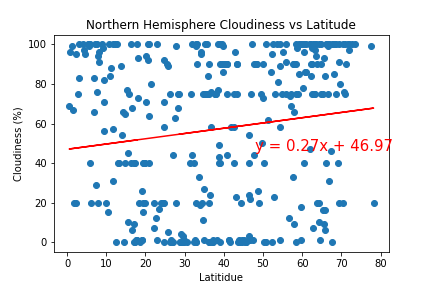 Northern Hemisphere Cloudiness vs Latitude
Cloudiness (%)
100
80
60
40
20
0
y = 0.27x + 46.97
0 10 20 30 40 50 60 70 80
Latitidue